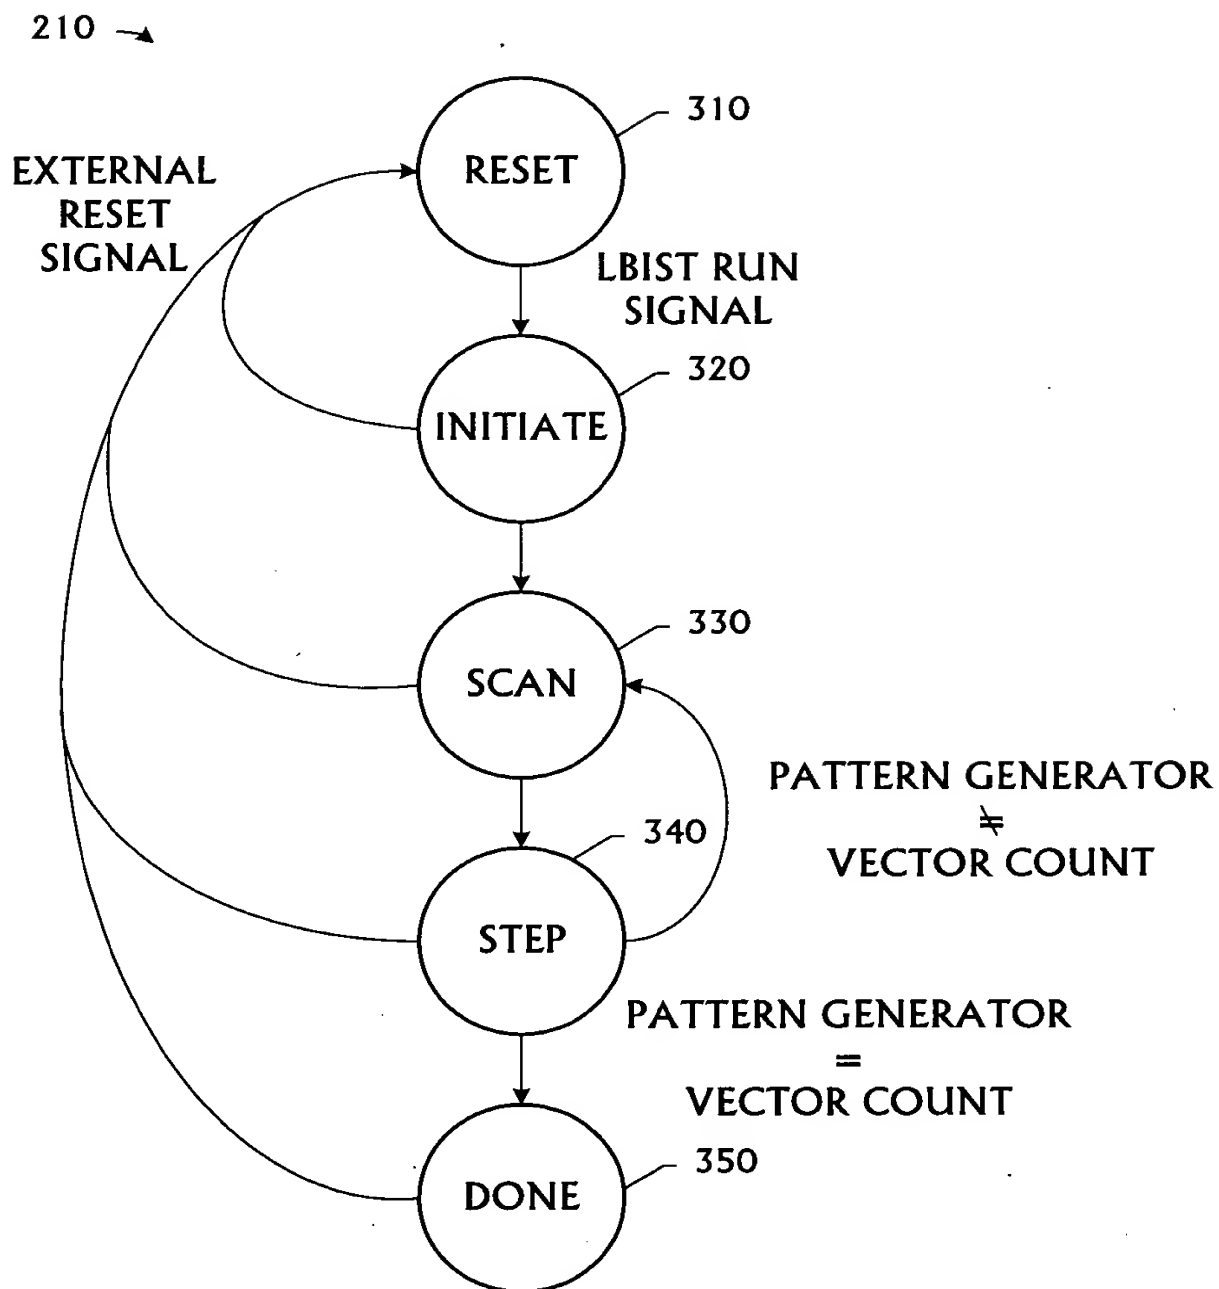 210
310
RESET
EXTERNAL
RESET
SIGNAL
LBIST RUN
SIGNAL
320
INITIATE
330
SCAN
PATTERN GENERATOR
≠
VECTOR COUNT
340
STEP
PATTERN GENERATOR
=
VECTOR COUNT
350
DONE